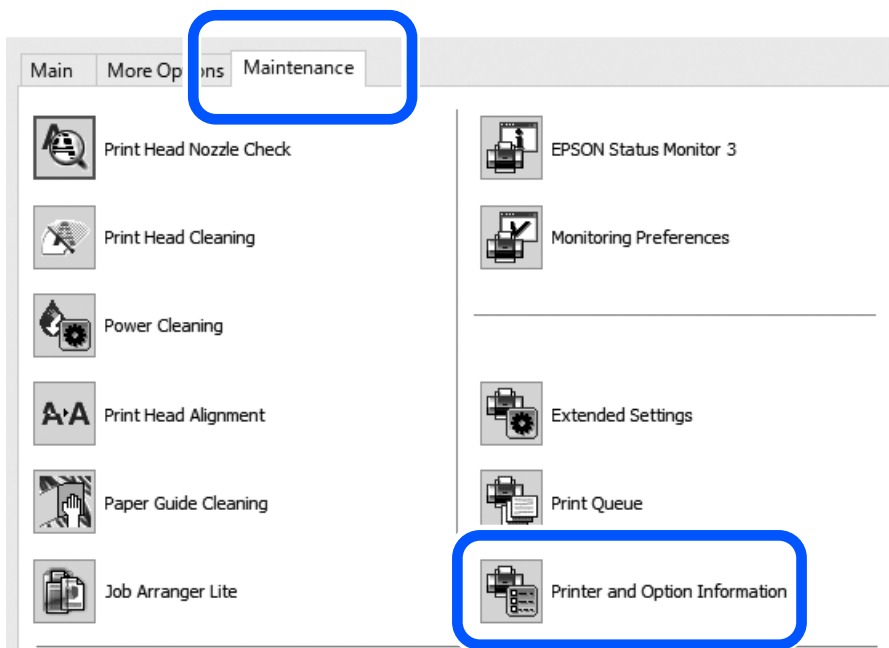 Main
More Options
Maintenance
Print Head Nozzle Check
Print Head Cleaning
Power Cleaning
Print Head Alignment
Paper Guide Cleaning
Job Arranger Lite
EPSON Status Monitor 3
Monitoring Preferences
Extended Settings
Print Queue
Printer and Option Information